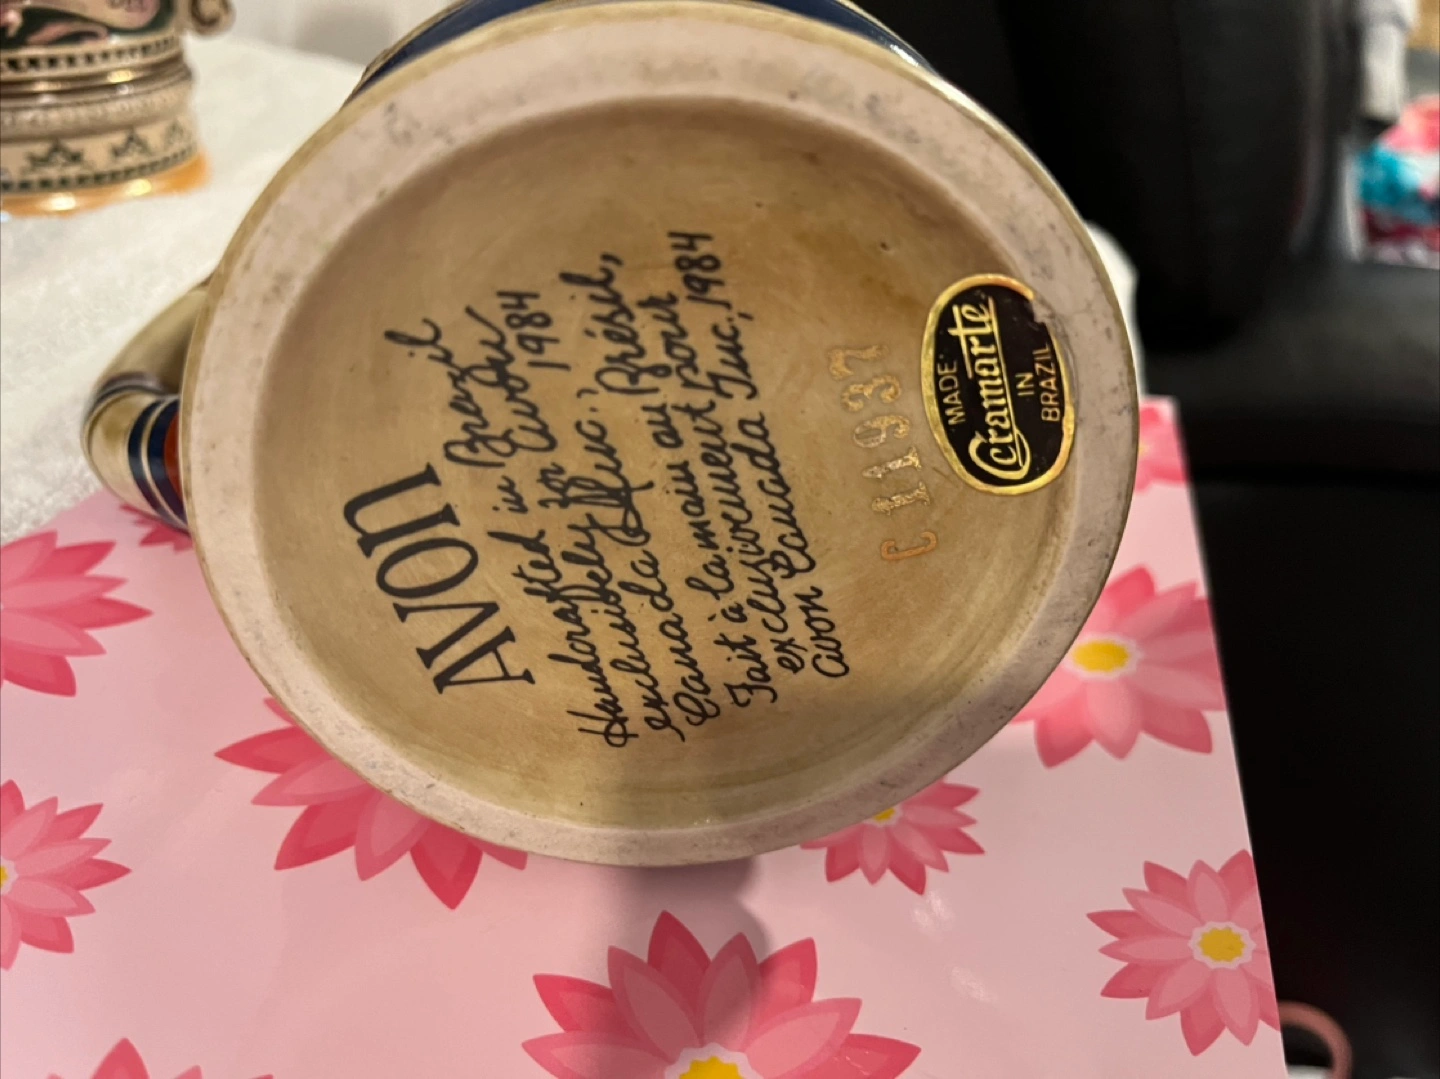 AVON
Handcrafted in Brazil
exclusively for Avon
Canada Inc., 1984
Fait à la main au Brésil,
exclusivement pour
Avon Canada Inc., 1984
C 11937
MADE
Ceramarte
IN
BRAZIL